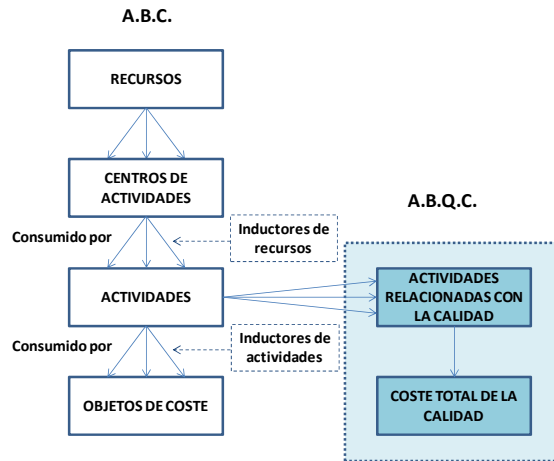 A.B.C.
RECURSOS
CENTROS DE
ACTIVIDADES
A.B.Q.C.
Consumido por
Inductores de
recursos
ACTIVIDADES
ACTIVIDADES
RELACIONADAS CON
LA CALIDAD
Consumido por
Inductores de
actividades
OBJETOS DE COSTE
COSTE TOTAL DE LA
CALIDAD